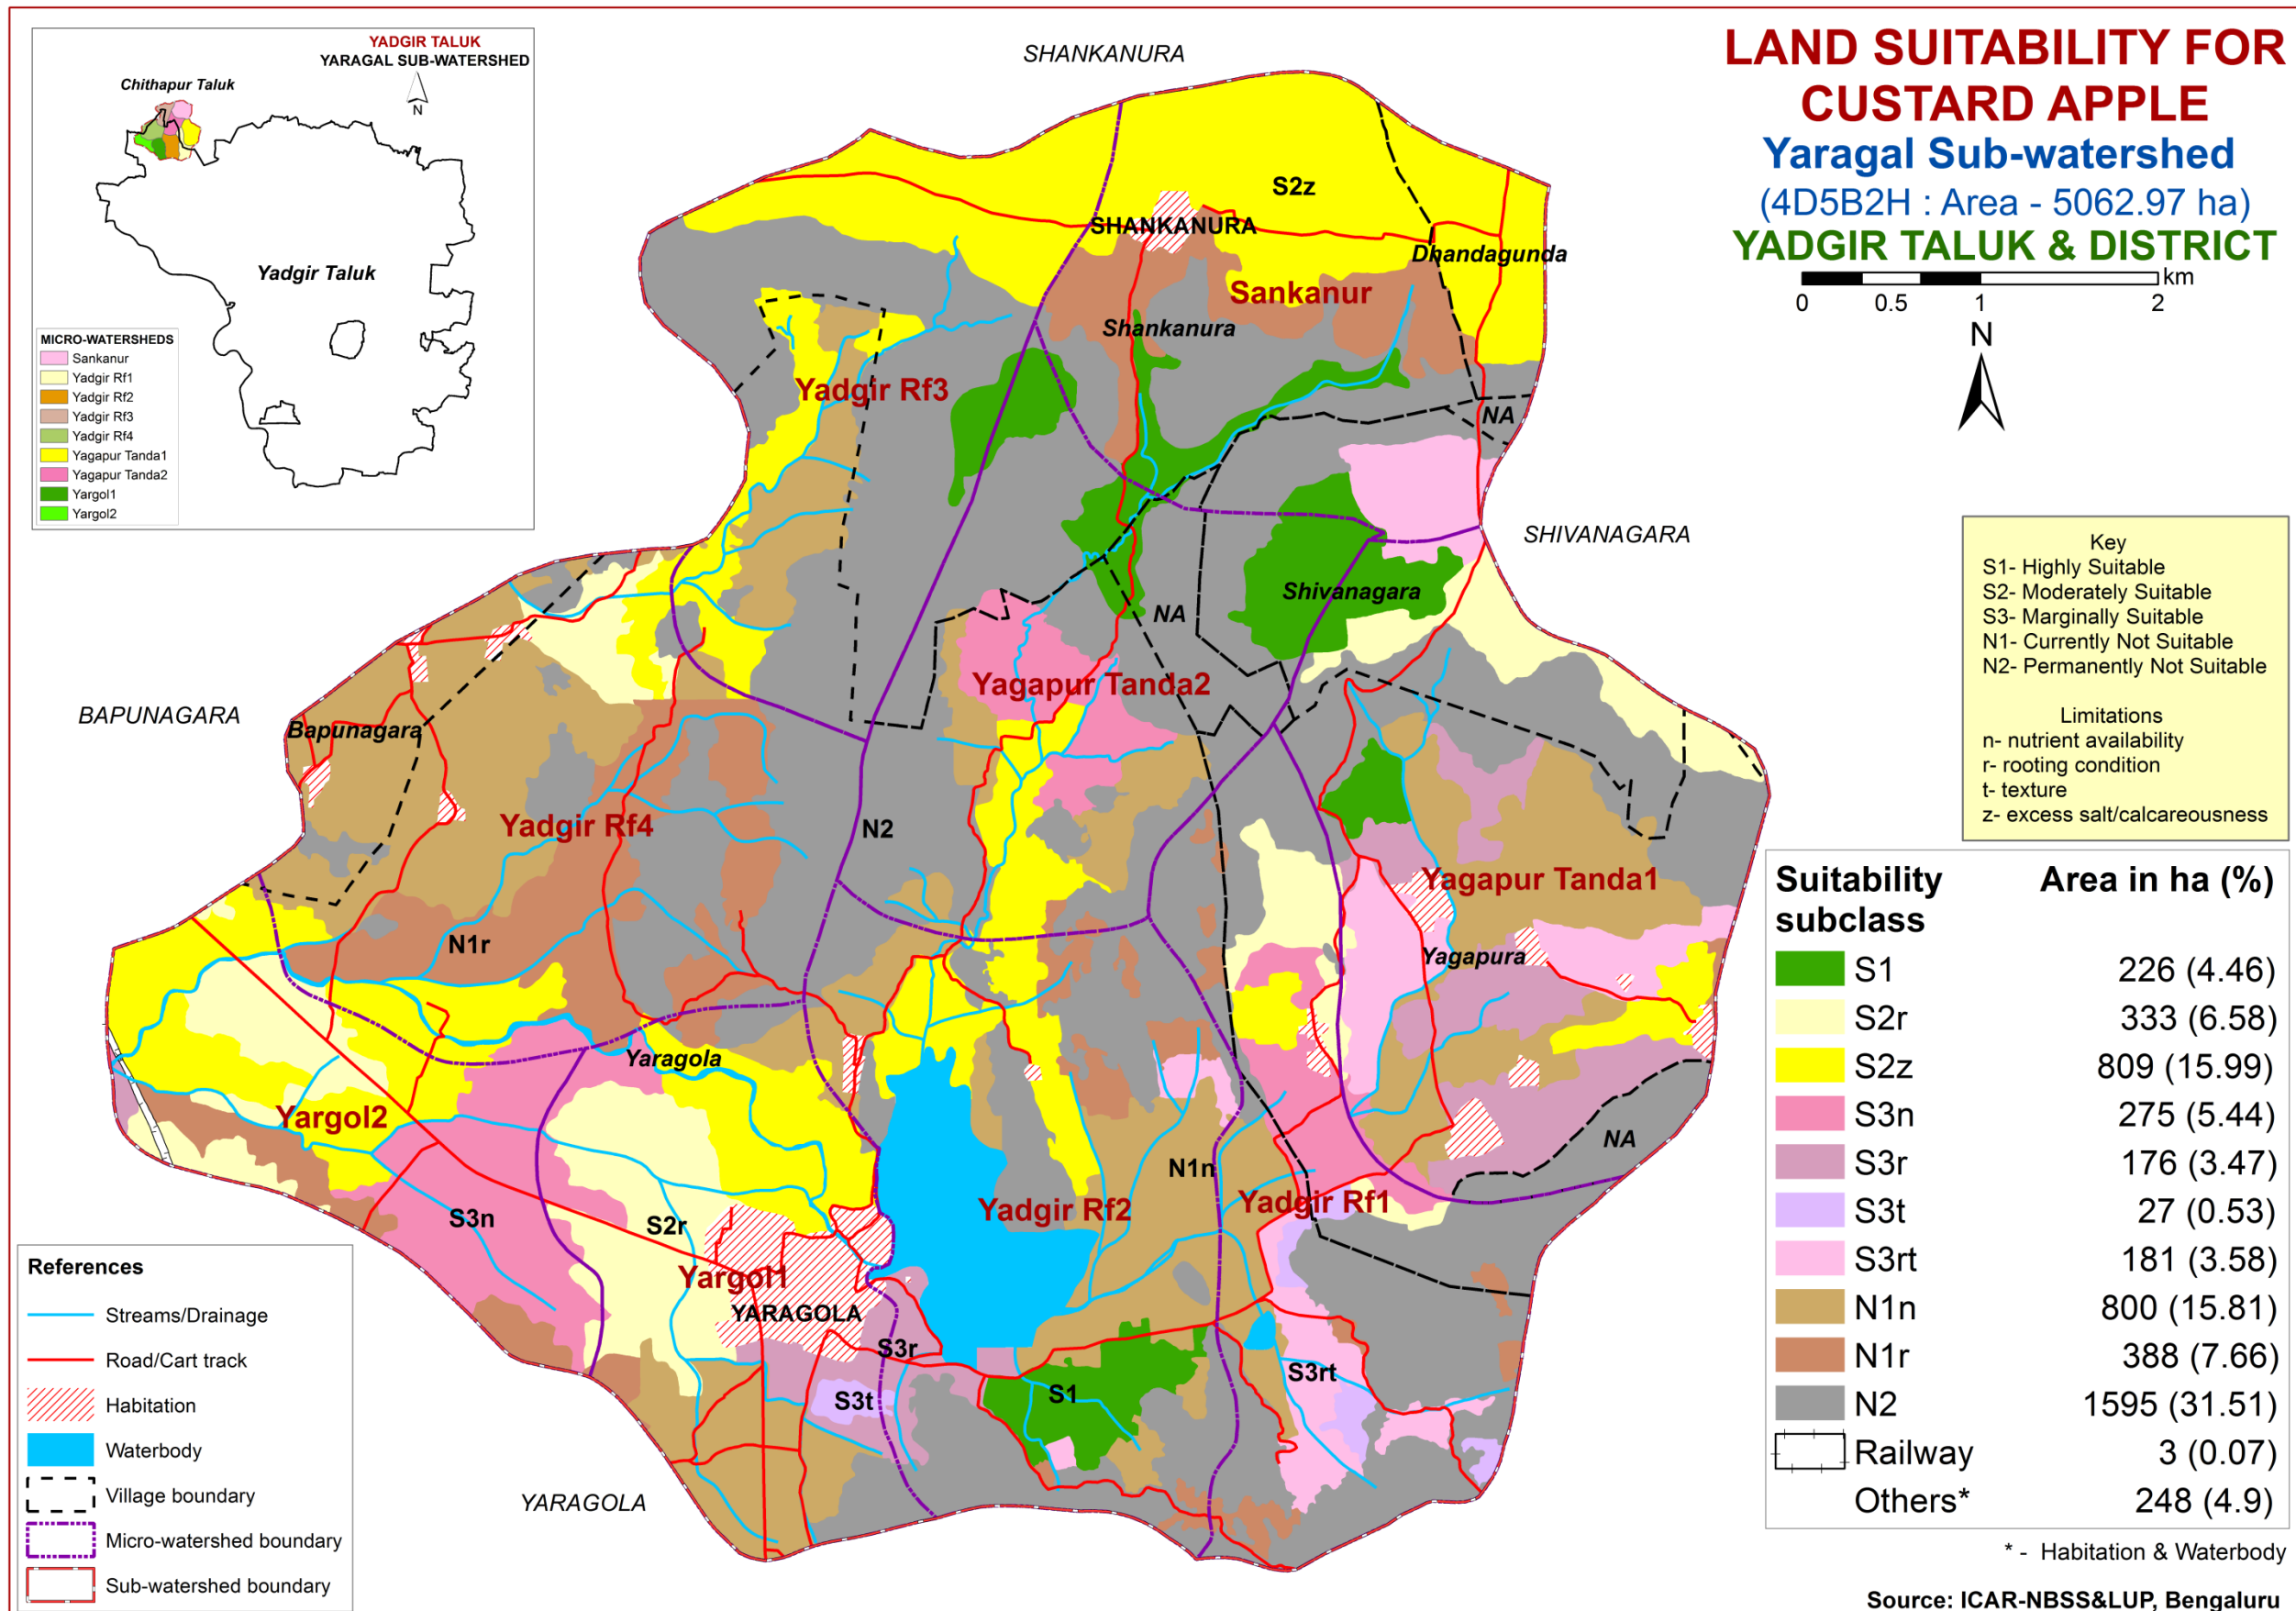 YADGIR TALUK
YARAGAL SUB-WATERSHED
Chithapur Taluk
N
Yadgir Taluk
MICRO-WATERSHEDS
Sankanur
Yadgir Rf1
Yadgir Rf2
Yadgir Rf3
Yadgir Rf4
Yagapur Tanda1
Yagapur Tanda2
Yargol1
Yargol2
LAND SUITABILITY FOR
CUSTARD APPLE
Yaragal Sub-watershed
(4D5B2H : Area - 5062.97 ha)
YADGIR TALUK & DISTRICT
km
0 0.5 1 2
N
SHANKANURA
S2z
SHANKANURA
Dhandagunda
Sankanur
Shankanura
Yadgir Rf3
NA
SHIVANAGARA
Shivanagara
NA
Yagapur Tanda2
BAPUNAGARA
Bapunagara
Yadgir Rf4
N2
Yagapur Tanda1
N1r
Yagapura
Yaragola
Yargol2
NA
N1n
S3n
S2r
Yadgir Rf2
Yadgir Rf1
Yargol1
YARAGOLA
S3r
S3t
S1
S3rt
YARAGOLA
Key
S1- Highly Suitable
S2- Moderately Suitable
S3- Marginally Suitable
N1- Currently Not Suitable
N2- Permanently Not Suitable
Limitations
n- nutrient availability
r- rooting condition
t- texture
z- excess salt/calcareousness
Suitability subclass Area in ha (%)
S1 226 (4.46)
S2r 333 (6.58)
S2z 809 (15.99)
S3n 275 (5.44)
S3r 176 (3.47)
S3t 27 (0.53)
S3rt 181 (3.58)
N1n 800 (15.81)
N1r 388 (7.66)
N2 1595 (31.51)
Railway 3 (0.07)
Others* 248 (4.9)
* - Habitation & Waterbody
Source: ICAR-NBSS&LUP, Bengaluru
References
Streams/Drainage
Road/Cart track
Habitation
Waterbody
Village boundary
Micro-watershed boundary
Sub-watershed boundary